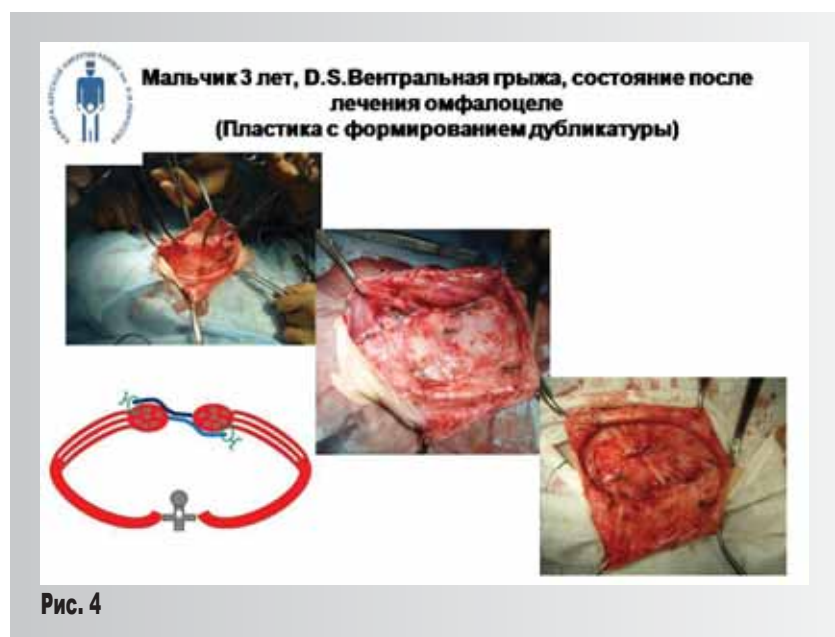 Мальчик 3 лет, D.S.Вентральная грыжа, состояние после
лечения омфалоцеле
(Пластика с формированием дубликатуры)
Рис. 4